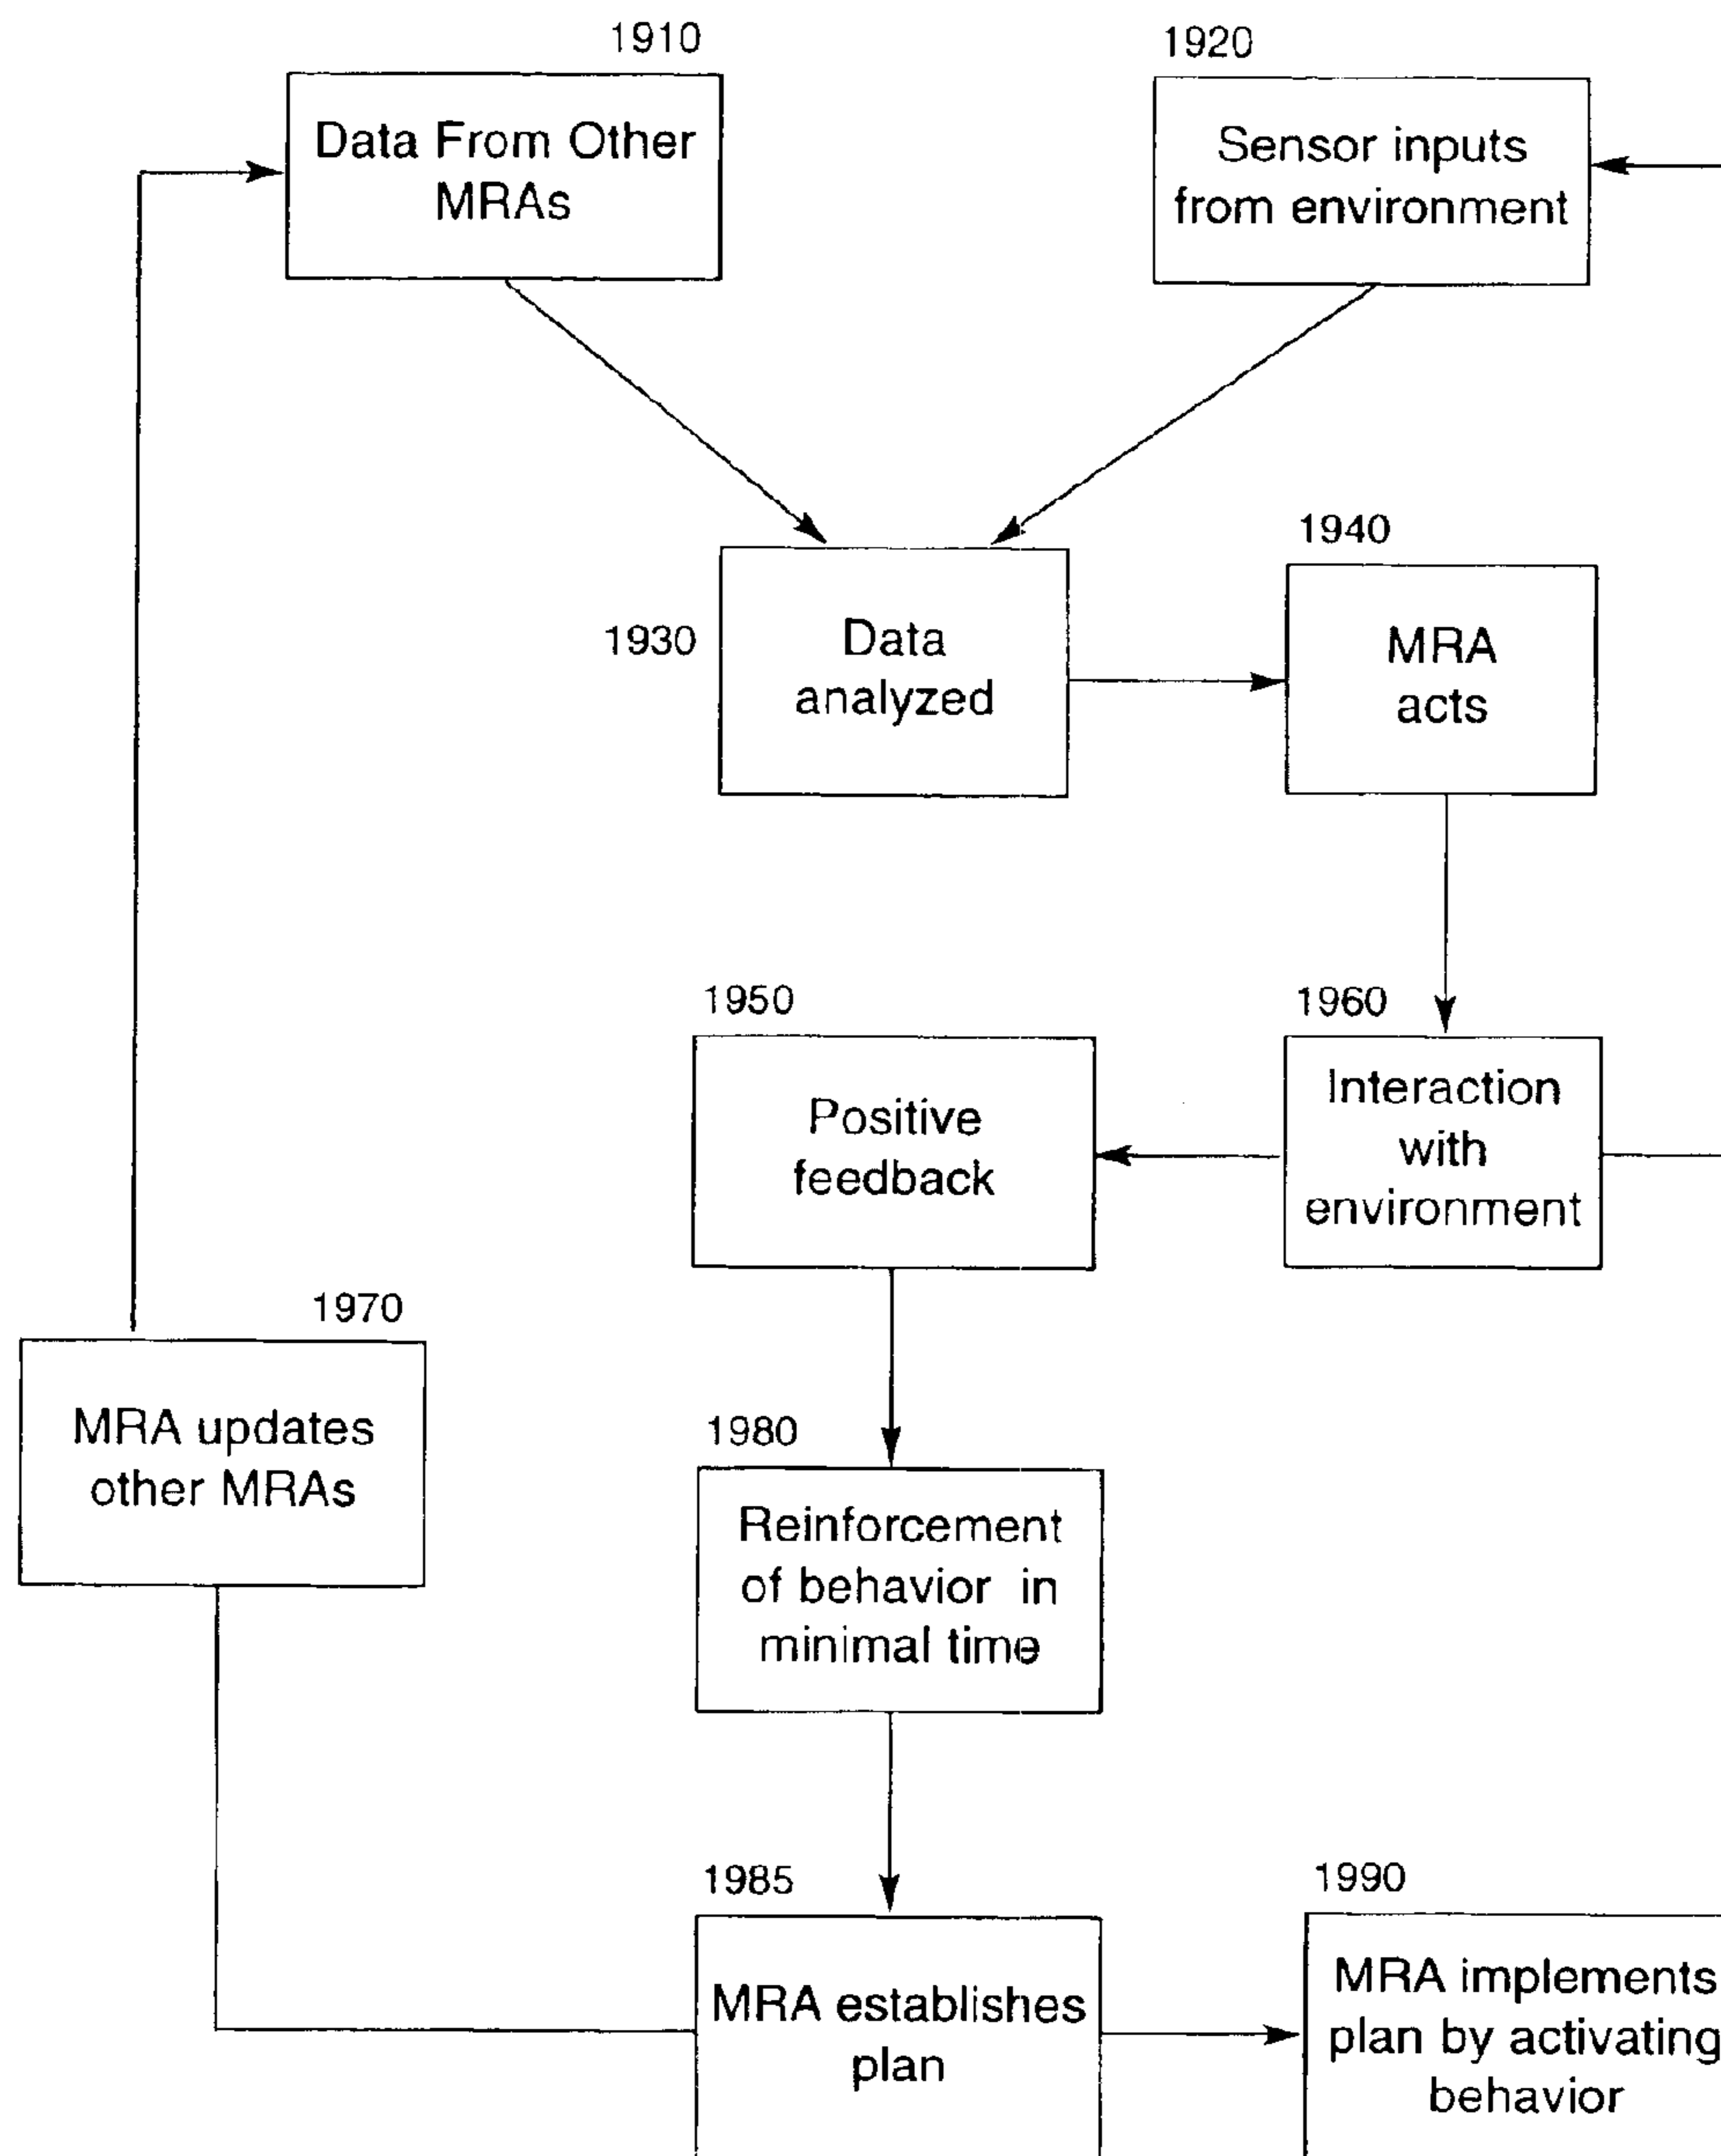 1910
Data From Other
MRAs
1920
Sensor inputs
from environment
1930
Data
analyzed
1940
MRA
acts
1950
Positive
feedback
1960
Interaction
with
environment
1970
MRA updates
other MRAs
1980
Reinforcement
of behavior in
minimal time
1985
MRA establishes
plan
1990
MRA implements
plan by activating
behavior